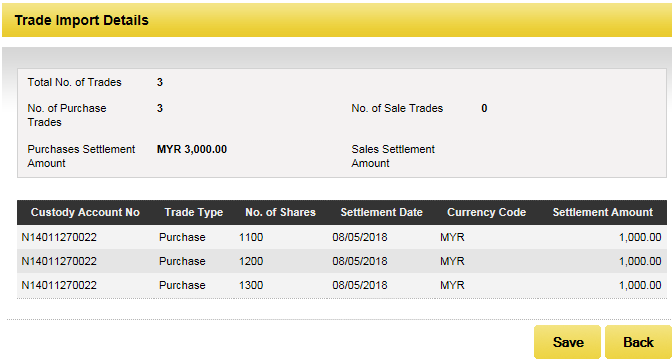 Trade Import Details
Total No. of Trades 3
No. of Purchase Trades 3 No. of Sale Trades 0
Purchases Settlement Amount MYR 3,000.00 Sales Settlement Amount
Custody Account No Trade Type No. of Shares Settlement Date Currency Code Settlement Amount
N14011270022 Purchase 1100 08/05/2018 MYR 1,000.00
N14011270022 Purchase 1200 08/05/2018 MYR 1,000.00
N14011270022 Purchase 1300 08/05/2018 MYR 1,000.00
Save Back